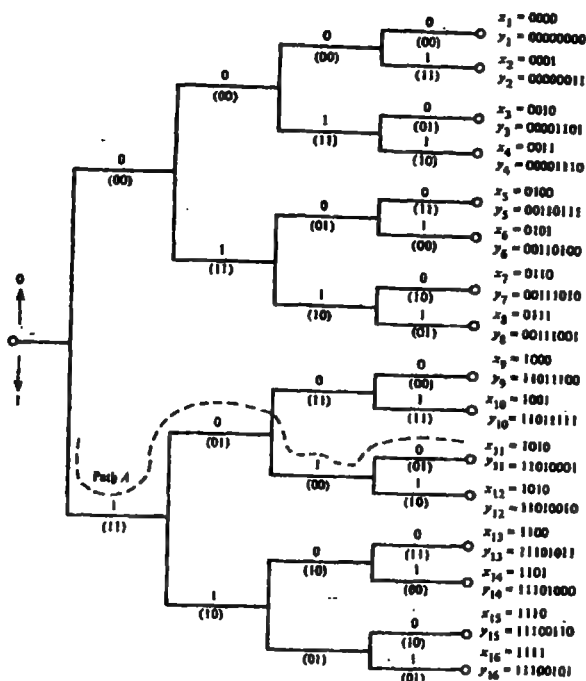 0 x₁ = 0000
0 (00) y₁ = 00000000
(00) 1 x₂ = 0001
(11) y₂ = 00000011
0
(00) 0 x₃ = 0010
1 (01) y₃ = 00001101
(11) 1 x₄ = 0011
0 (10) y₄ = 00001110
(00)
0 x₅ = 0100
0 (11) y₅ = 00110111
(01) 1 x₆ = 0101
1 (00) y₆ = 00110100
(11)
0 x₇ = 0110
1 (10) y₇ = 00111010
(10) 1 x₈ = 0111
(01) y₈ = 00111001
0
1
0 x₉ = 1000
0 (00) y₉ = 11011100
(11) 1 x₁₀ = 1001
0 (11) y₁₀ = 11011111
(01)
0 x₁₁ = 1010
1 (01) y₁₁ = 11010001
Path A (00) 1 x₁₂ = 1010
1 (10) y₁₂ = 11010010
(11)
0 x₁₃ = 1100
0 (11) y₁₃ = 11101011
(10) 1 x₁₄ = 1101
1 (00) y₁₄ = 11101000
(10)
0 x₁₅ = 1110
(10) y₁₅ = 11100110
(01) 1 x₁₆ = 1111
(01) y₁₆ = 11100101